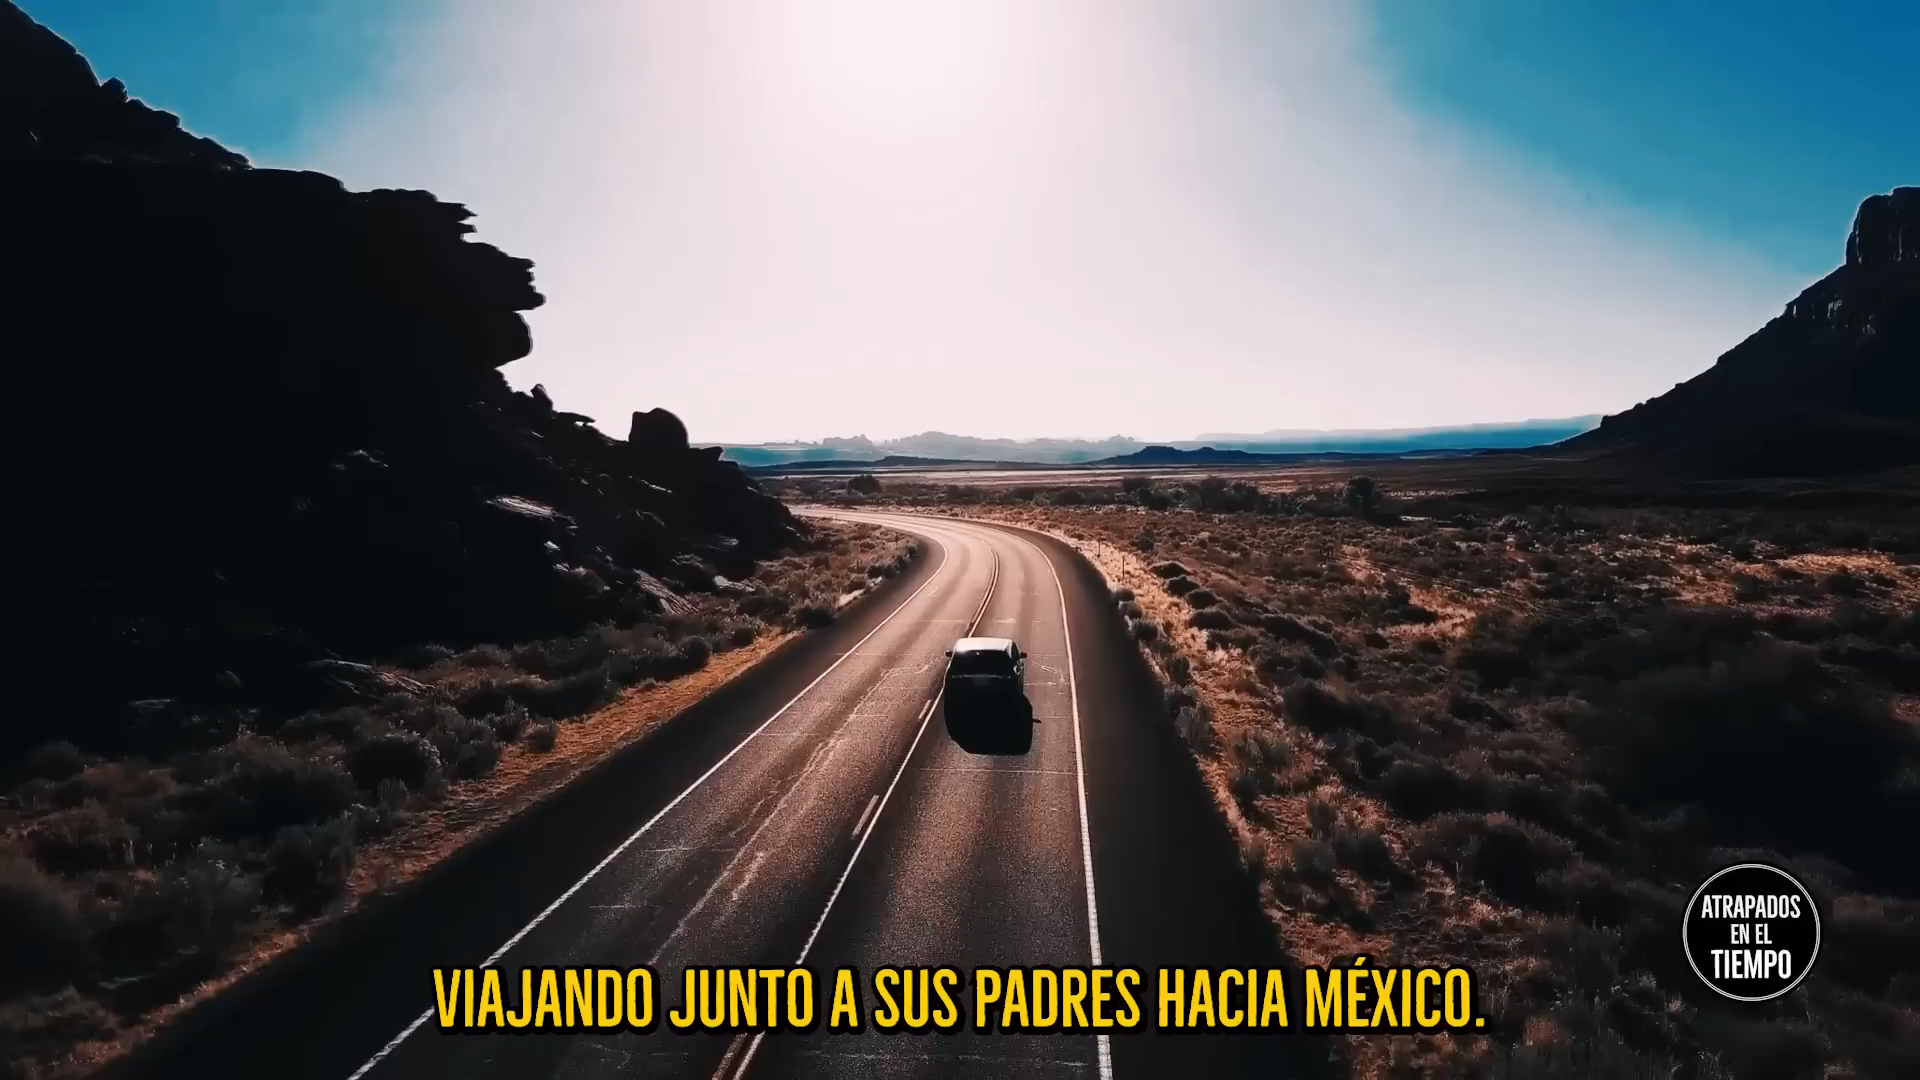 ATRAPADOS
EN EL
TIEMPO
VIAJANDO JUNTO A SUS PADRES HACIA MÉXICO.